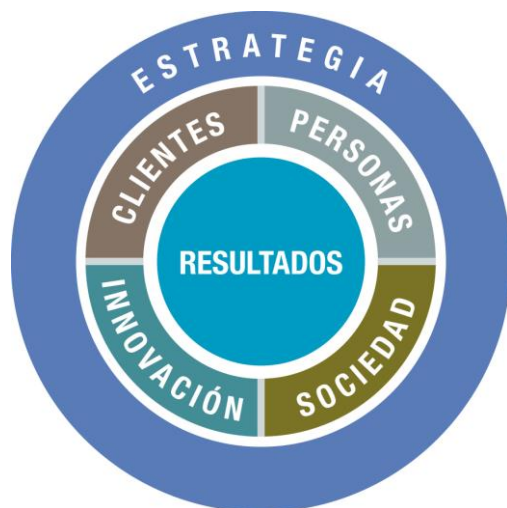 ESTRATEGIA
CLIENTES
PERSONAS
RESULTADOS
INNOVACIÓN
SOCIEDAD